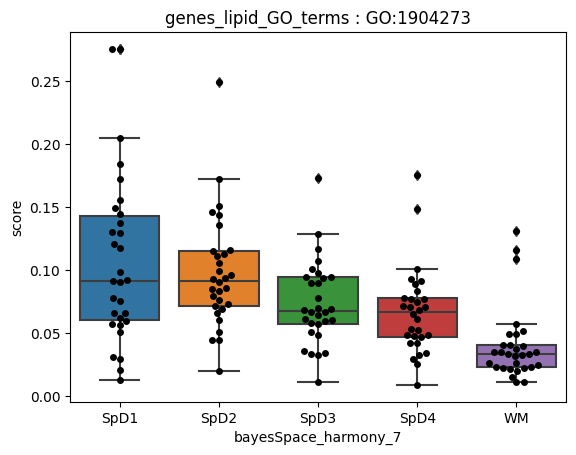 genes_lipid_GO_terms : GO:1904273
score
0.25
0.20
0.15
0.10
0.05
0.00
SpD1 SpD2 SpD3 SpD4 WM
bayesSpace_harmony_7